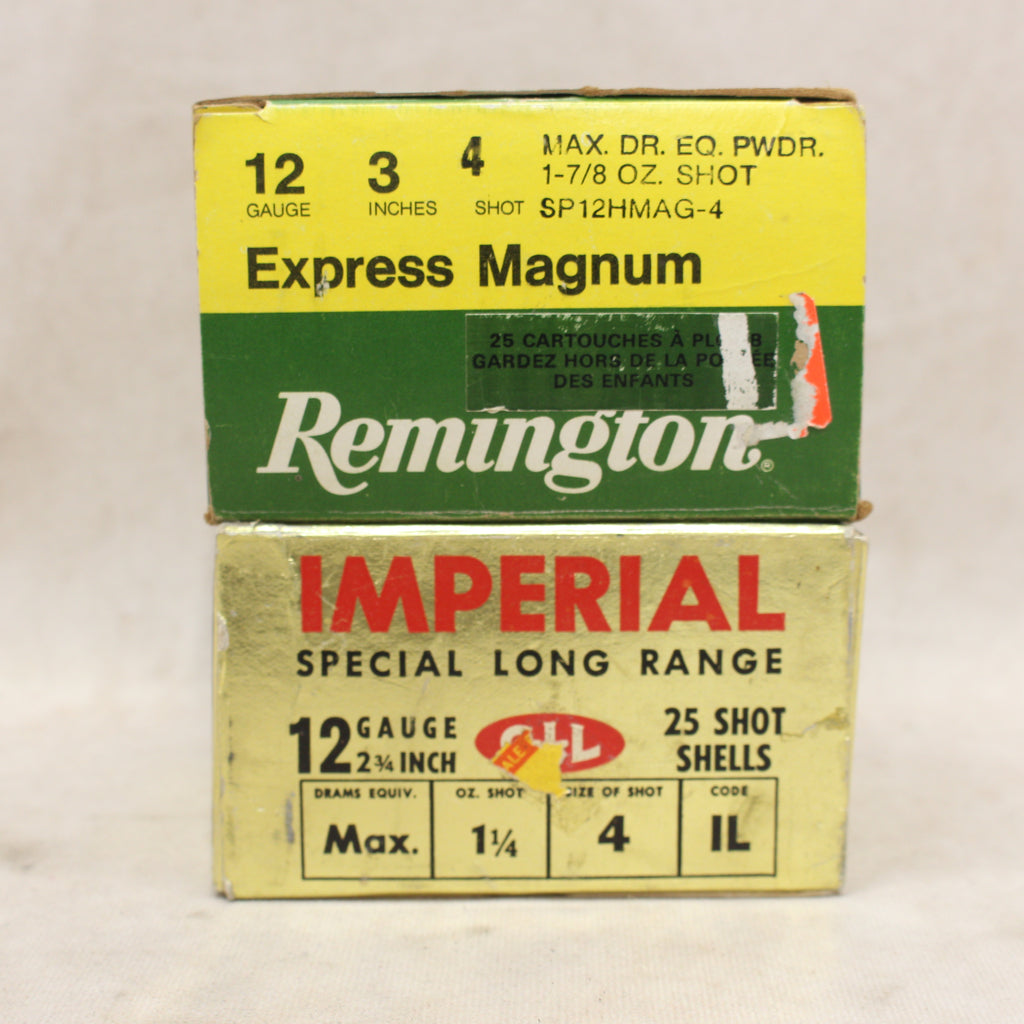 12 3 4 MAX. DR. EQ. PWDR.
1-7/8 OZ. SHOT
GAUGE INCHES SHOT SP12HMAG-4
Express Magnum
25 CARTOUCHES À
GARDEZ HORS DE LA
DES ENFANTS
Remington®
IMPERIAL
SPECIAL LONG RANGE
12 GAUGE 25 SHOT
2¾ INCH SHELLS
DRAMS EQUIV. OZ. SHOT SIZE OF SHOT CODE
Max. 1¼ 4 IL